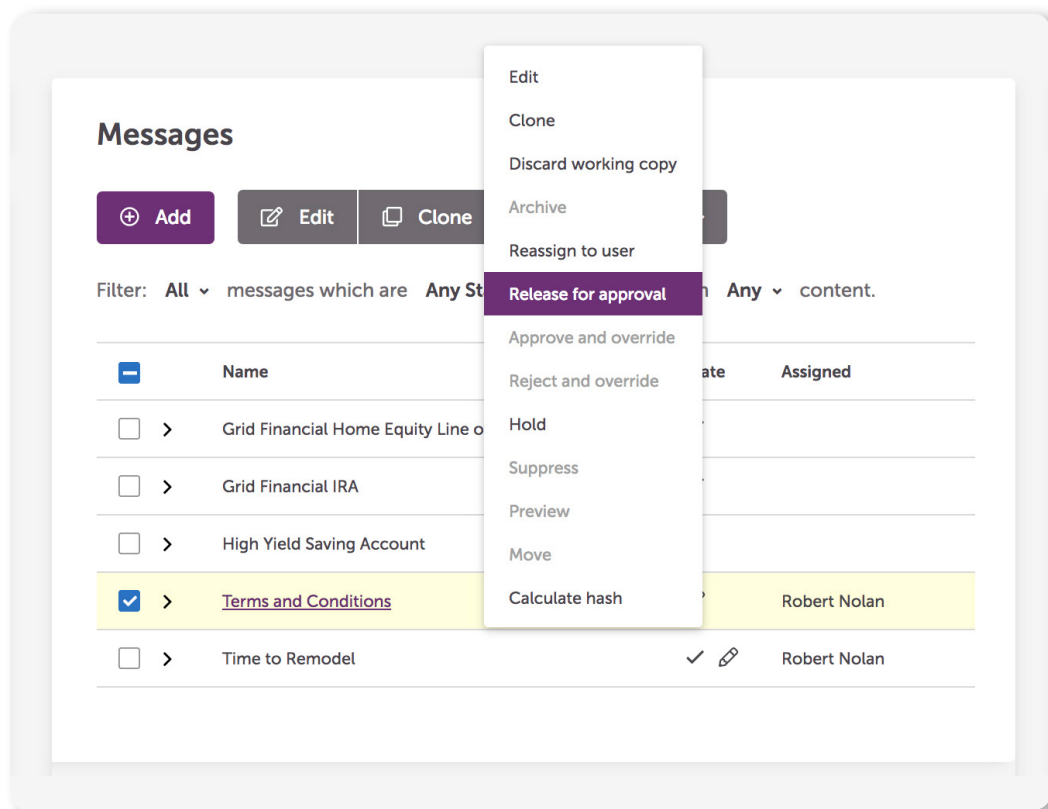 Messages
Add
Edit
Clone
Filter: All messages which are Any Any content.
Name
Assigned
Grid Financial Home Equity Line
Grid Financial IRA
High Yield Saving Account
Terms and Conditions
Robert Nolan
Time to Remodel
Robert Nolan
Edit
Clone
Discard working copy
Archive
Reassign to user
Release for approval
Approve and override
Reject and override
Hold
Suppress
Preview
Move
Calculate hash